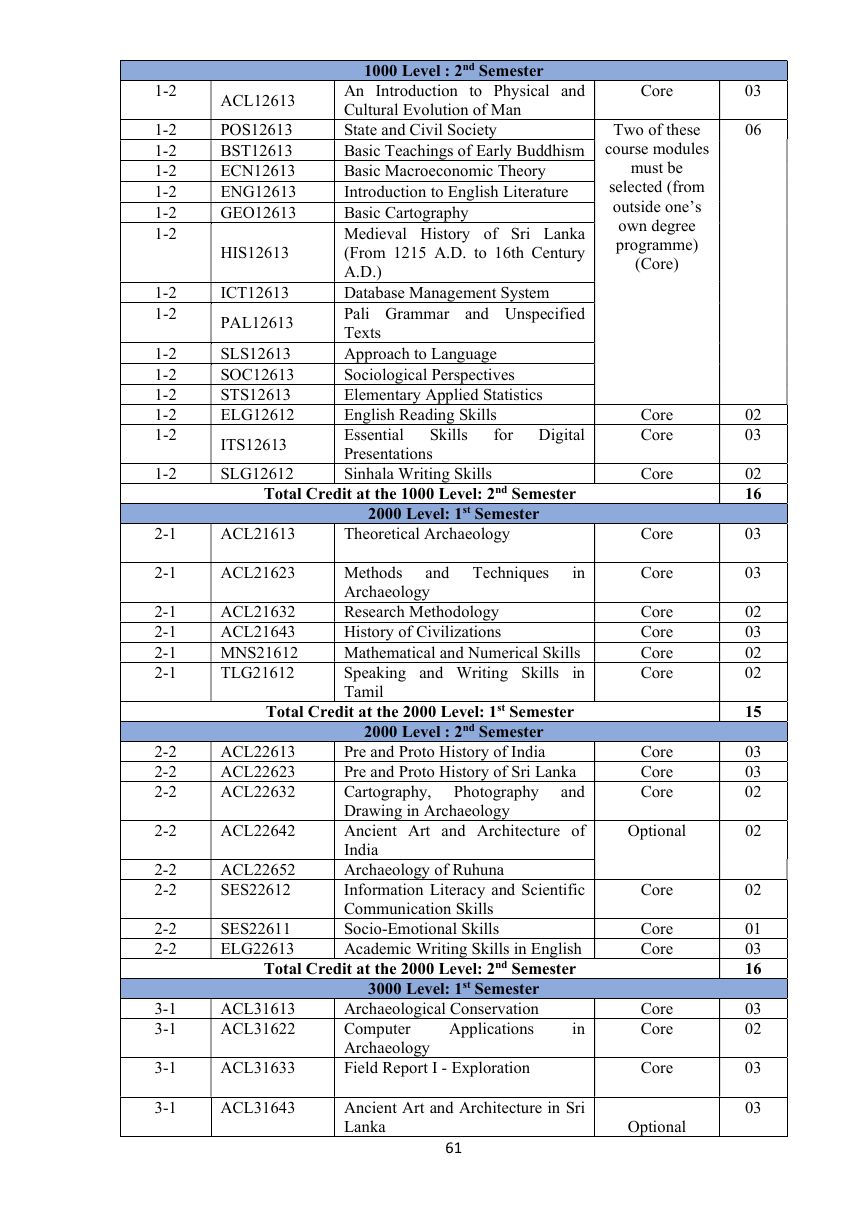 1000 Level : 2nd Semester
1-2 ACL12613 An Introduction to Physical and Core 03
Cultural Evolution of Man
1-2 POS12613 State and Civil Society Two of these 06
1-2 BST12613 Basic Teachings of Early Buddhism course modules
1-2 ECN12613 Basic Macroeconomic Theory must be
1-2 ENG12613 Introduction to English Literature selected (from
1-2 GEO12613 Basic Cartography outside one’s
1-2 HIS12613 Medieval History of Sri Lanka own degree
(From 1215 A.D. to 16th Century programme)
A.D.) (Core)
1-2 ICT12613 Database Management System
1-2 PAL12613 Pali Grammar and Unspecified
Texts
1-2 SLS12613 Approach to Language
1-2 SOC12613 Sociological Perspectives
1-2 STS12613 Elementary Applied Statistics
1-2 ELG12612 English Reading Skills Core 02
1-2 ITS12613 Essential Skills for Digital Core 03
Presentations
1-2 SLG12612 Sinhala Writing Skills Core 02
Total Credit at the 1000 Level: 2nd Semester 16
2000 Level: 1st Semester
2-1 ACL21613 Theoretical Archaeology Core 03
2-1 ACL21623 Methods and Techniques in Core 03
Archaeology
2-1 ACL21632 Research Methodology Core 02
2-1 ACL21643 History of Civilizations Core 03
2-1 MNS21612 Mathematical and Numerical Skills Core 02
2-1 TLG21612 Speaking and Writing Skills in Core 02
Tamil
Total Credit at the 2000 Level: 1st Semester 15
2000 Level : 2nd Semester
2-2 ACL22613 Pre and Proto History of India Core 03
2-2 ACL22623 Pre and Proto History of Sri Lanka Core 03
2-2 ACL22632 Cartography, Photography and Core 02
Drawing in Archaeology
2-2 ACL22642 Ancient Art and Architecture of Optional 02
India
2-2 ACL22652 Archaeology of Ruhuna
2-2 SES22612 Information Literacy and Scientific Core 02
Communication Skills
2-2 SES22611 Socio-Emotional Skills Core 01
2-2 ELG22613 Academic Writing Skills in English Core 03
Total Credit at the 2000 Level: 2nd Semester 16
3000 Level: 1st Semester
3-1 ACL31613 Archaeological Conservation Core 03
3-1 ACL31622 Computer Applications in Core 02
Archaeology
3-1 ACL31633 Field Report I - Exploration Core 03
3-1 ACL31643 Ancient Art and Architecture in Sri 03
Lanka Optional
61